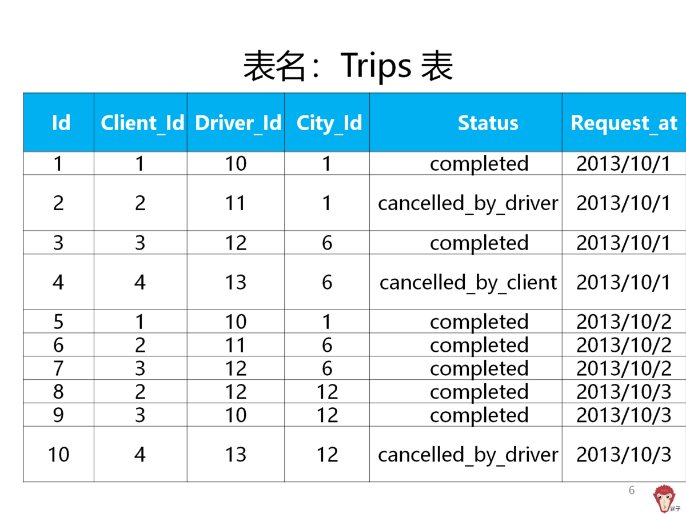 表名：Trips 表
Id Client_Id Driver_Id City_Id Status Request_at
1 1 10 1 completed 2013/10/1
2 2 11 1 cancelled_by_driver 2013/10/1
3 3 12 6 completed 2013/10/1
4 4 13 6 cancelled_by_client 2013/10/1
5 1 10 1 completed 2013/10/2
6 2 11 6 completed 2013/10/2
7 3 12 6 completed 2013/10/2
8 2 12 12 completed 2013/10/3
9 3 10 12 completed 2013/10/3
10 4 13 12 cancelled_by_driver 2013/10/3
6